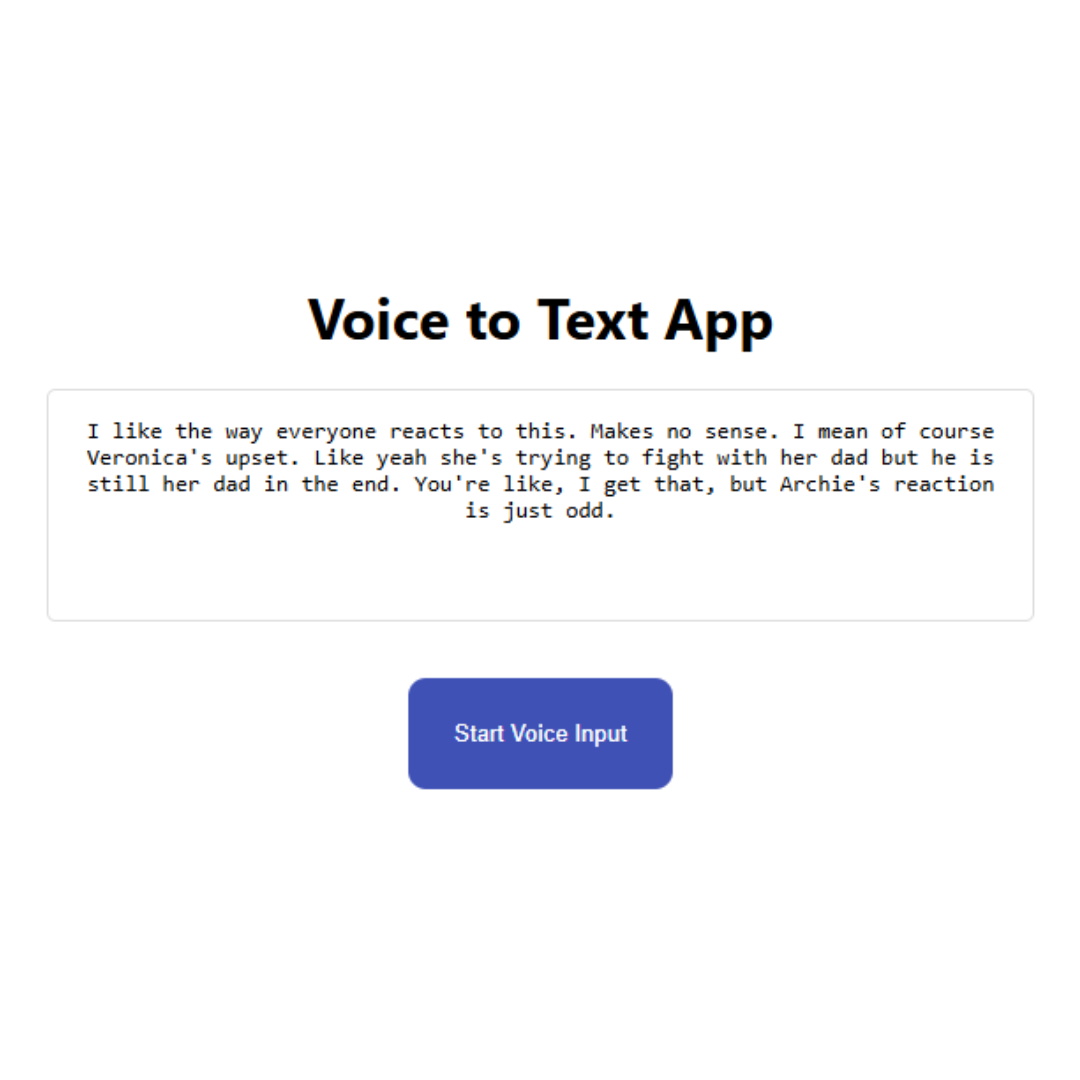 Voice to Text App
I like the way everyone reacts to this. Makes no sense. I mean of course
Veronica's upset. Like yeah she's trying to fight with her dad but he is
still her dad in the end. You're like, I get that, but Archie's reaction
is just odd.
Start Voice Input